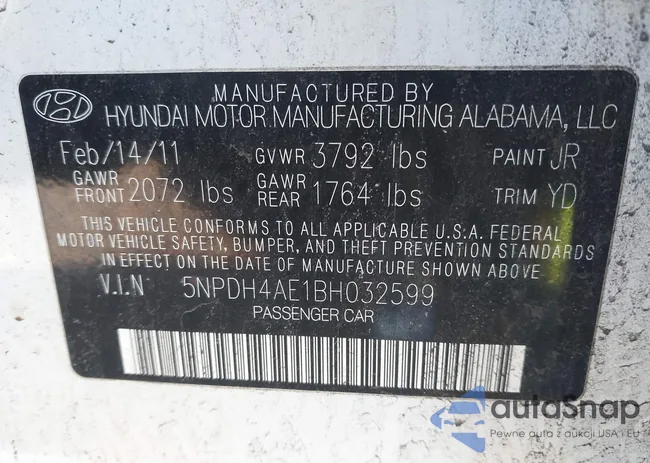 MANUFACTURED BY
HYUNDAI MOTOR MANUFACTURING ALABAMA, LLC
Feb/14/11 GVWR 3792 lbs PAINT JR
GAWR FRONT 2072 lbs GAWR REAR 1764 lbs TRIM YD
THIS VEHICLE CONFORMS TO ALL APPLICABLE U.S.A. FEDERAL
MOTOR VEHICLE SAFETY, BUMPER, AND THEFT PREVENTION STANDARDS
IN EFFECT ON THE DATE OF MANUFACTURE SHOWN ABOVE
V.I.N 5NPDH4AE1BH032599
PASSENGER CAR
autoSnap
Pewne auta z aukcji USA i EU